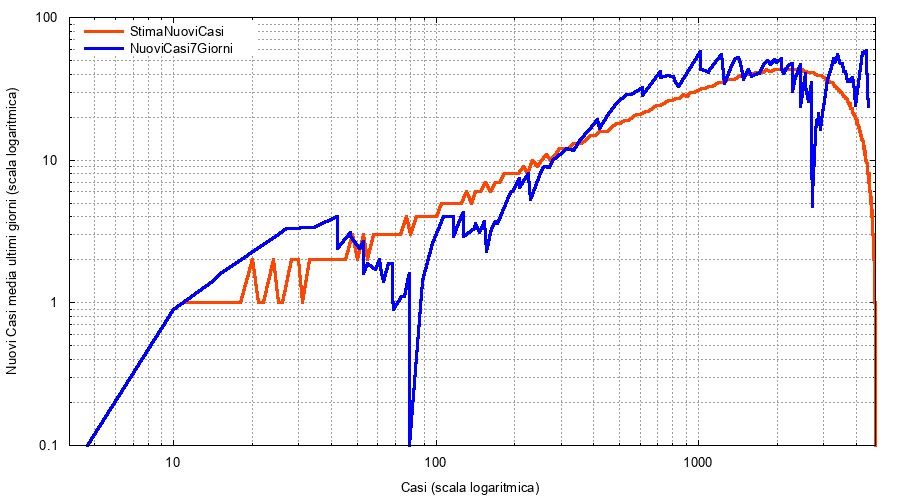 100
10
1
0.1
10
100
1000
StimaNuoviCasi
NuoviCasi7Giorni
Nuovi Casi media ultimi giorni (scala logaritmica)
Casi (scala logaritmica)